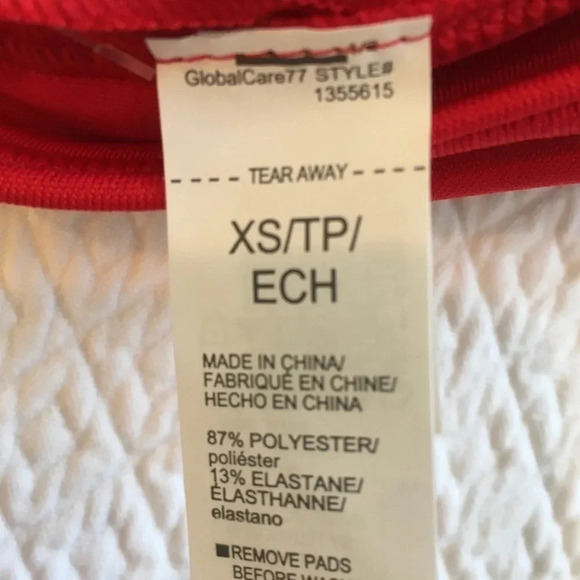 GlobalCare77 STYLE#
1355615
---- TEAR AWAY ----
XS/TP/
ECH
MADE IN CHINA/
FABRIQUÉ EN CHINE/
HECHO EN CHINA
87% POLYESTER/
poliéster
13% ELASTANE/
ÉLASTHANNE/
elastano
■REMOVE PADS
BEFORE